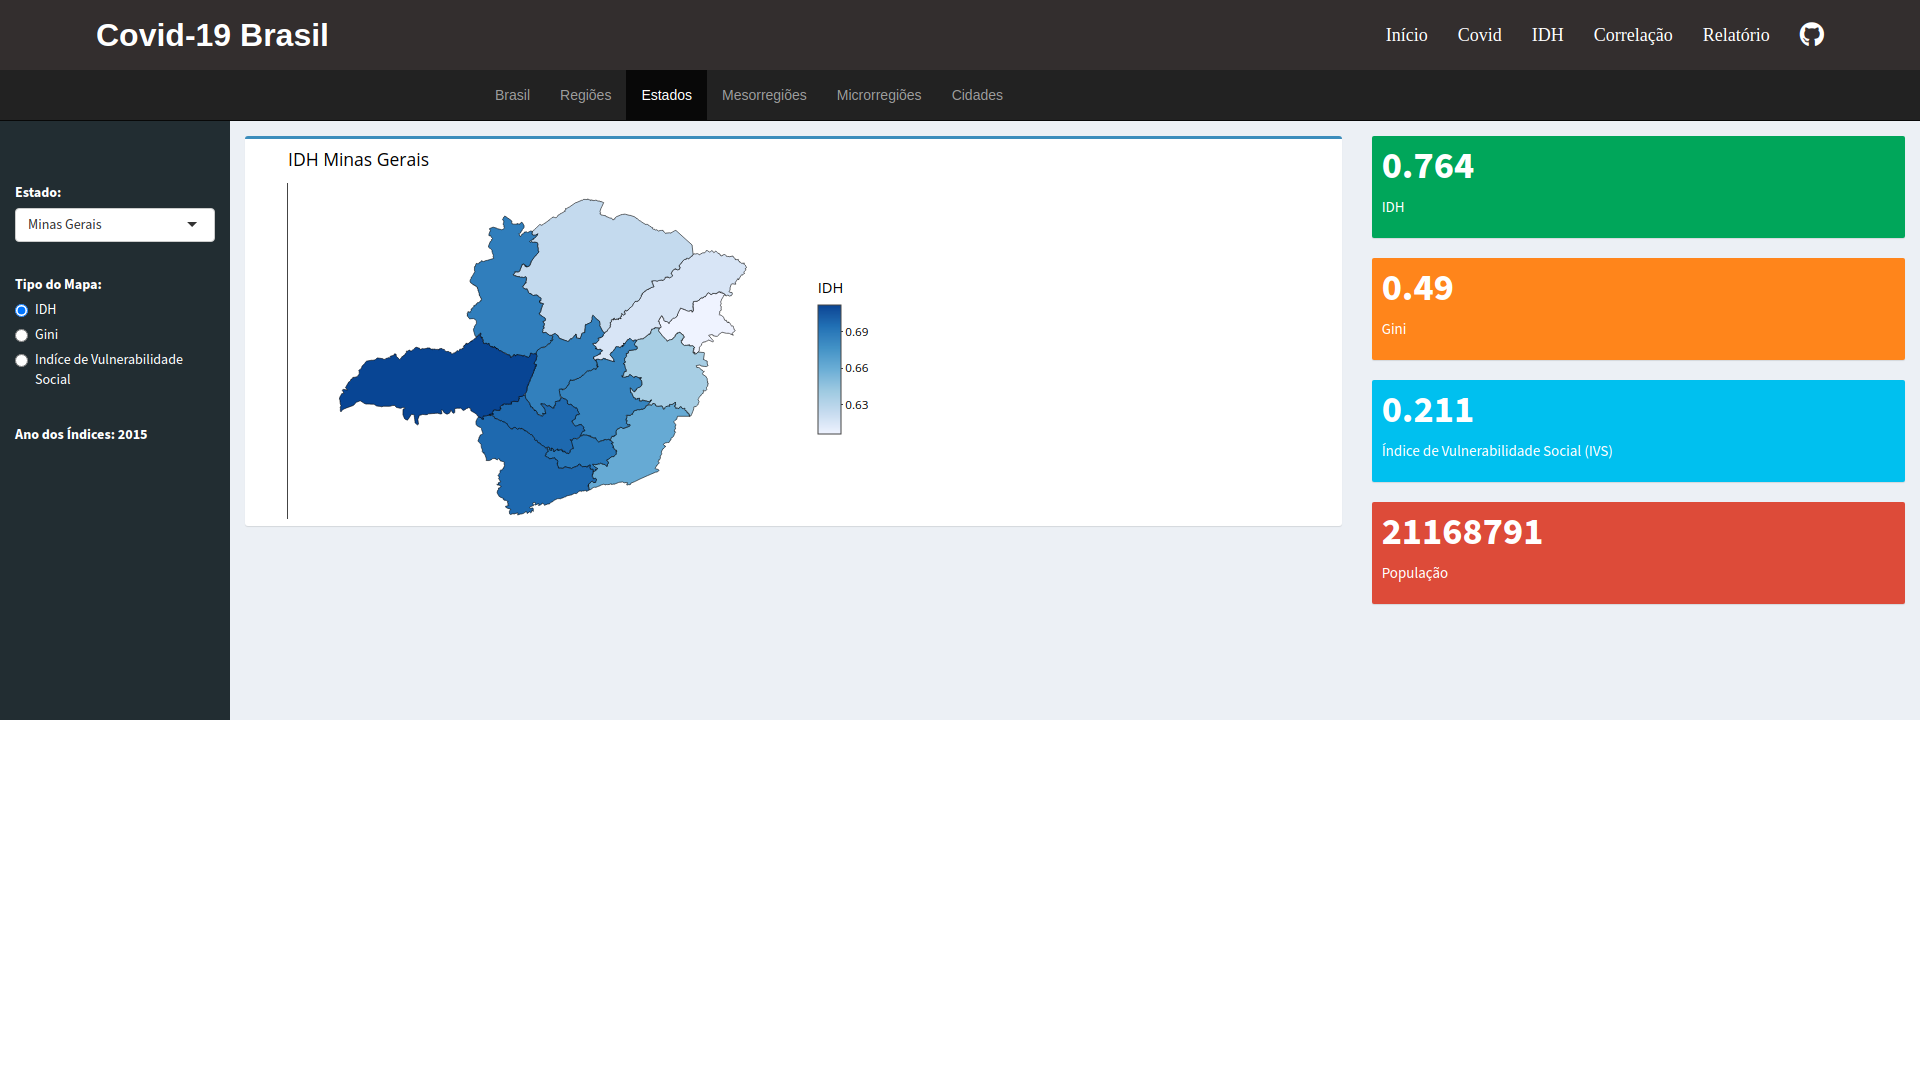 Covid-19 Brasil
Início
Covid
IDH
Correlação
Relatório
Brasil
Regiões
Estados
Mesorregiões
Microrregiões
Cidades
Estado:
Minas Gerais
Tipo do Mapa:
IDH
Gini
Indíce de Vulnerabilidade
Social
Ano dos Índices: 2015
IDH Minas Gerais
IDH
0.69
0.66
0.63
0.764
IDH
0.49
Gini
0.211
Índice de Vulnerabilidade Social (IVS)
21168791
População